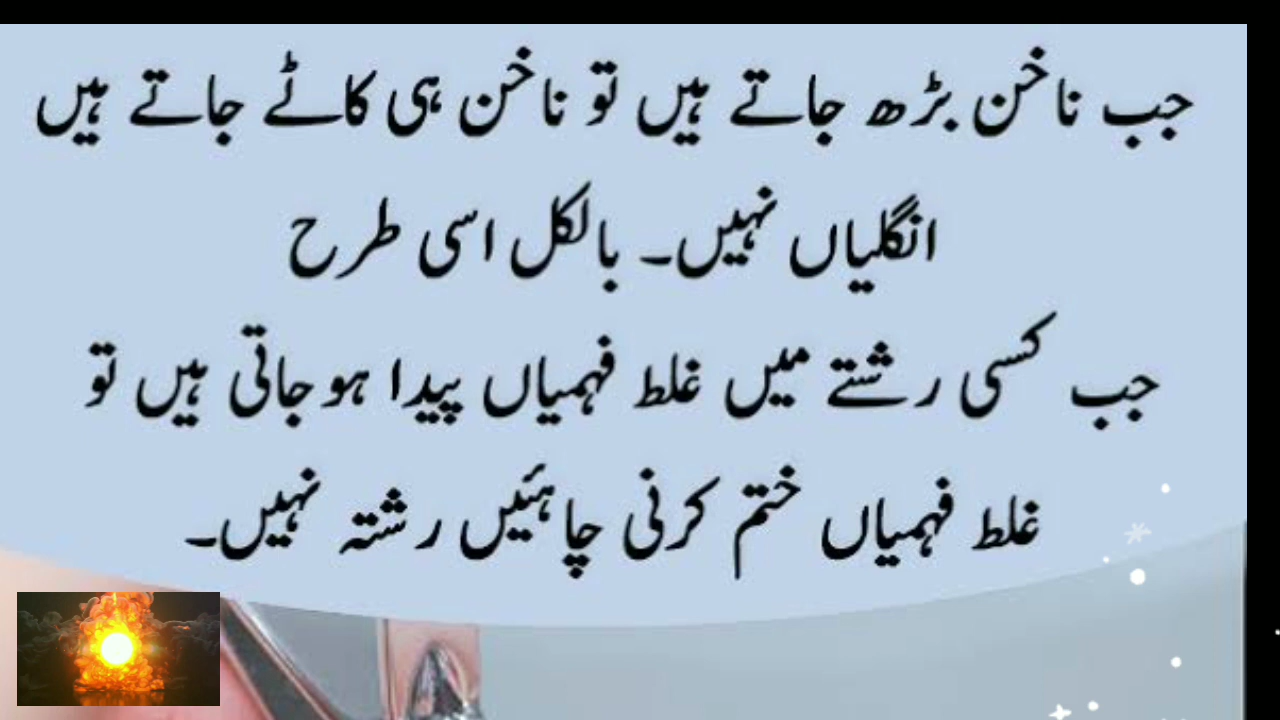 جب ناخن بڑھ جاتے ہیں تو ناخن ہی کاٹے جاتے ہیں
انگلیاں نہیں۔ بالکل اسی طرح
جب کسی رشتے میں غلط فہمیاں پیدا ہو جاتی ہیں تو
غلط فہمیاں ختم کرنی چاہئیں رشتہ نہیں۔